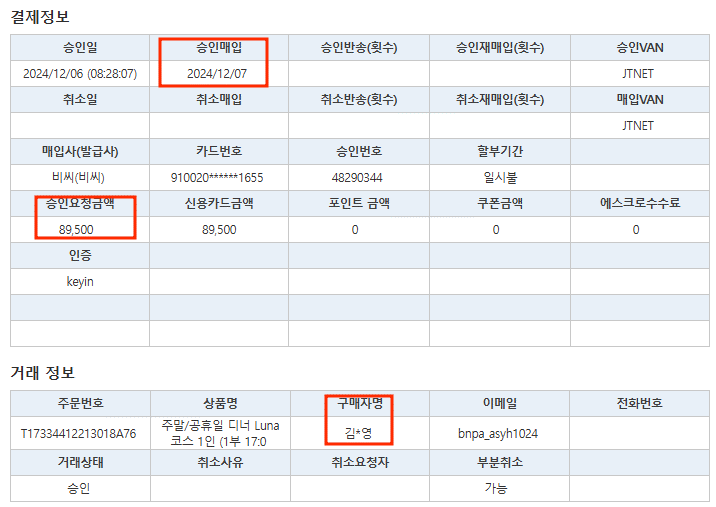 결제정보
승인일 승인매입 승인반송(횟수) 승인재매입(횟수) 승인VAN
2024/12/06 (08:28:07) 2024/12/07 JTNET
취소일 취소매입 취소반송(횟수) 취소재매입(횟수) 매입VAN
JTNET
매입사(발급사) 카드번호 승인번호 할부기간
비씨(비씨) 910020******1655 48290344 일시불
승인요청금액 신용카드금액 포인트 금액 쿠폰금액 에스크로수수료
89,500 89,500 0 0 0
인증
keyin
거래 정보
주문번호 상품명 구매자명 이메일 전화번호
T17334412213018A76 주말/공휴일 디너 Luna 김*영 bnpa_asyh1024
코스 1인 (1부 17:0
거래상태 취소사유 취소요청자 부분취소
승인 가능